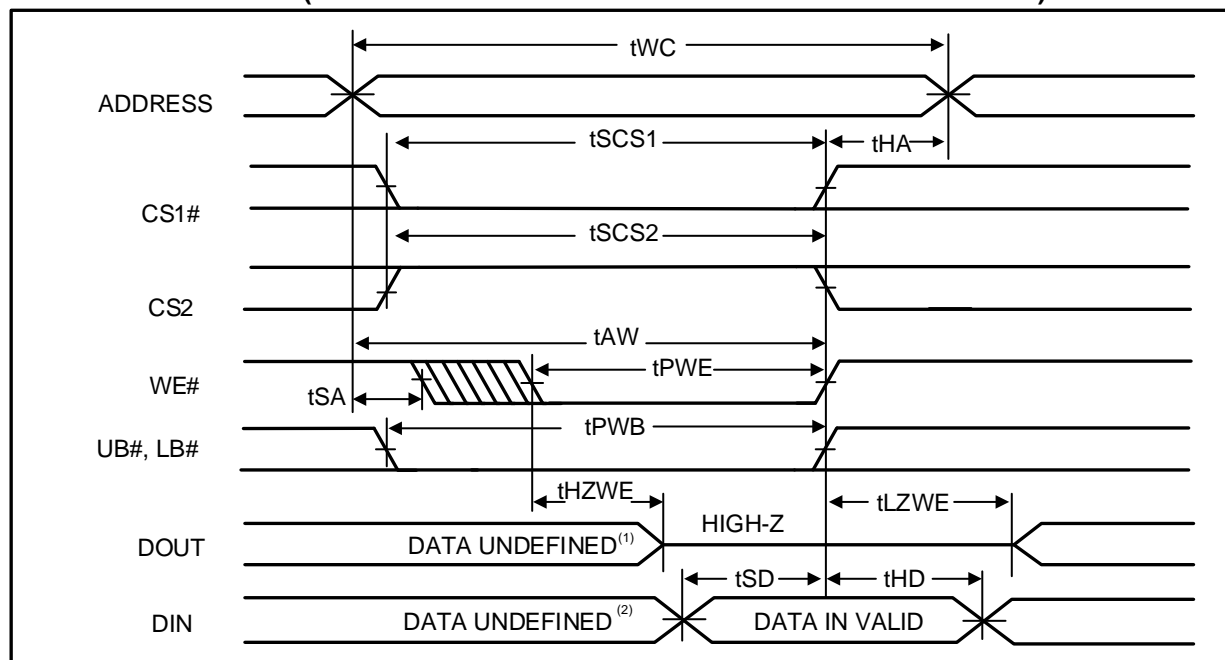 tWC
ADDRESS
tSCS1
tHA
CS1#
tSCS2
CS2
tAW
WE#
tPWE
tSA
tPWB
UB#, LB#
tHZWE
tLZWE
HIGH-Z
DOUT
DATA UNDEFINED(1)
tSD
tHD
DIN
DATA UNDEFINED (2)
DATA IN VALID